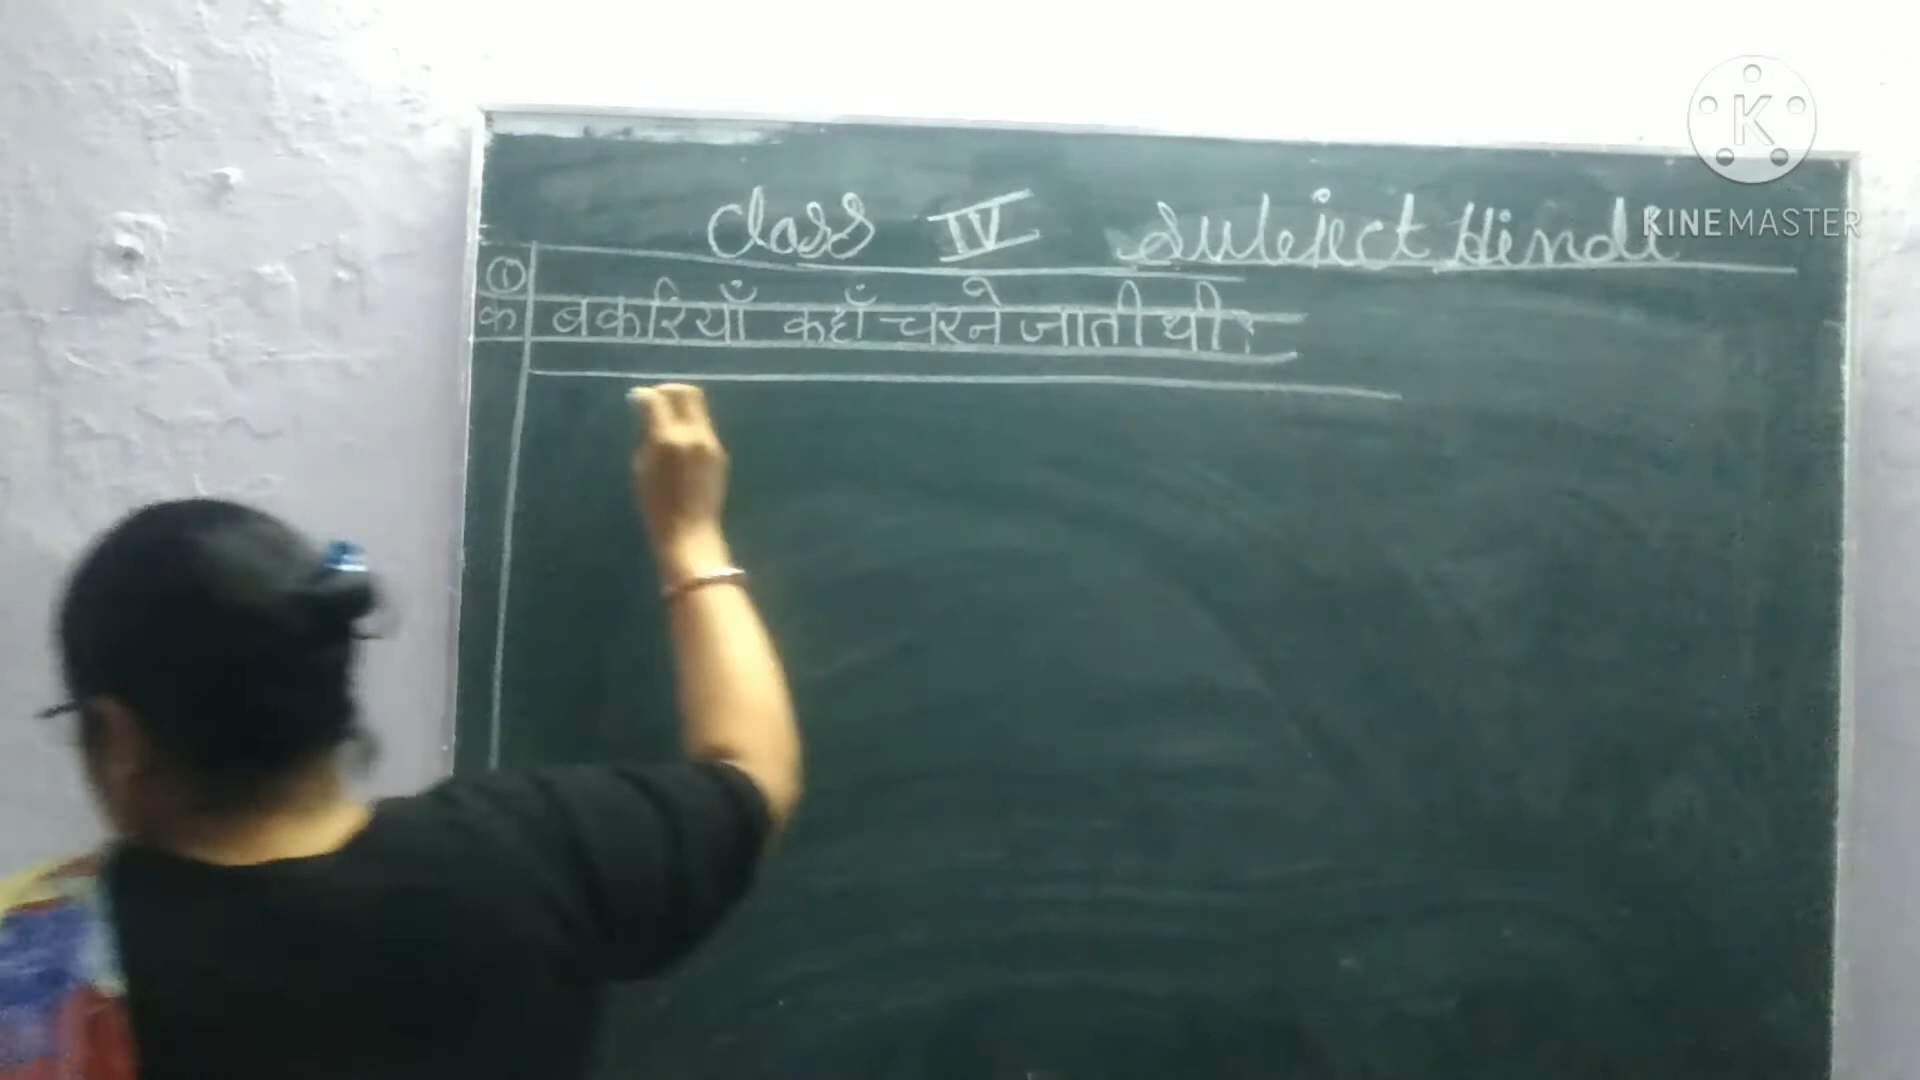 K
KINEMASTER
Class IV Subject Hindi
①
क बकरियाँ कहाँ चरने जाती थी?